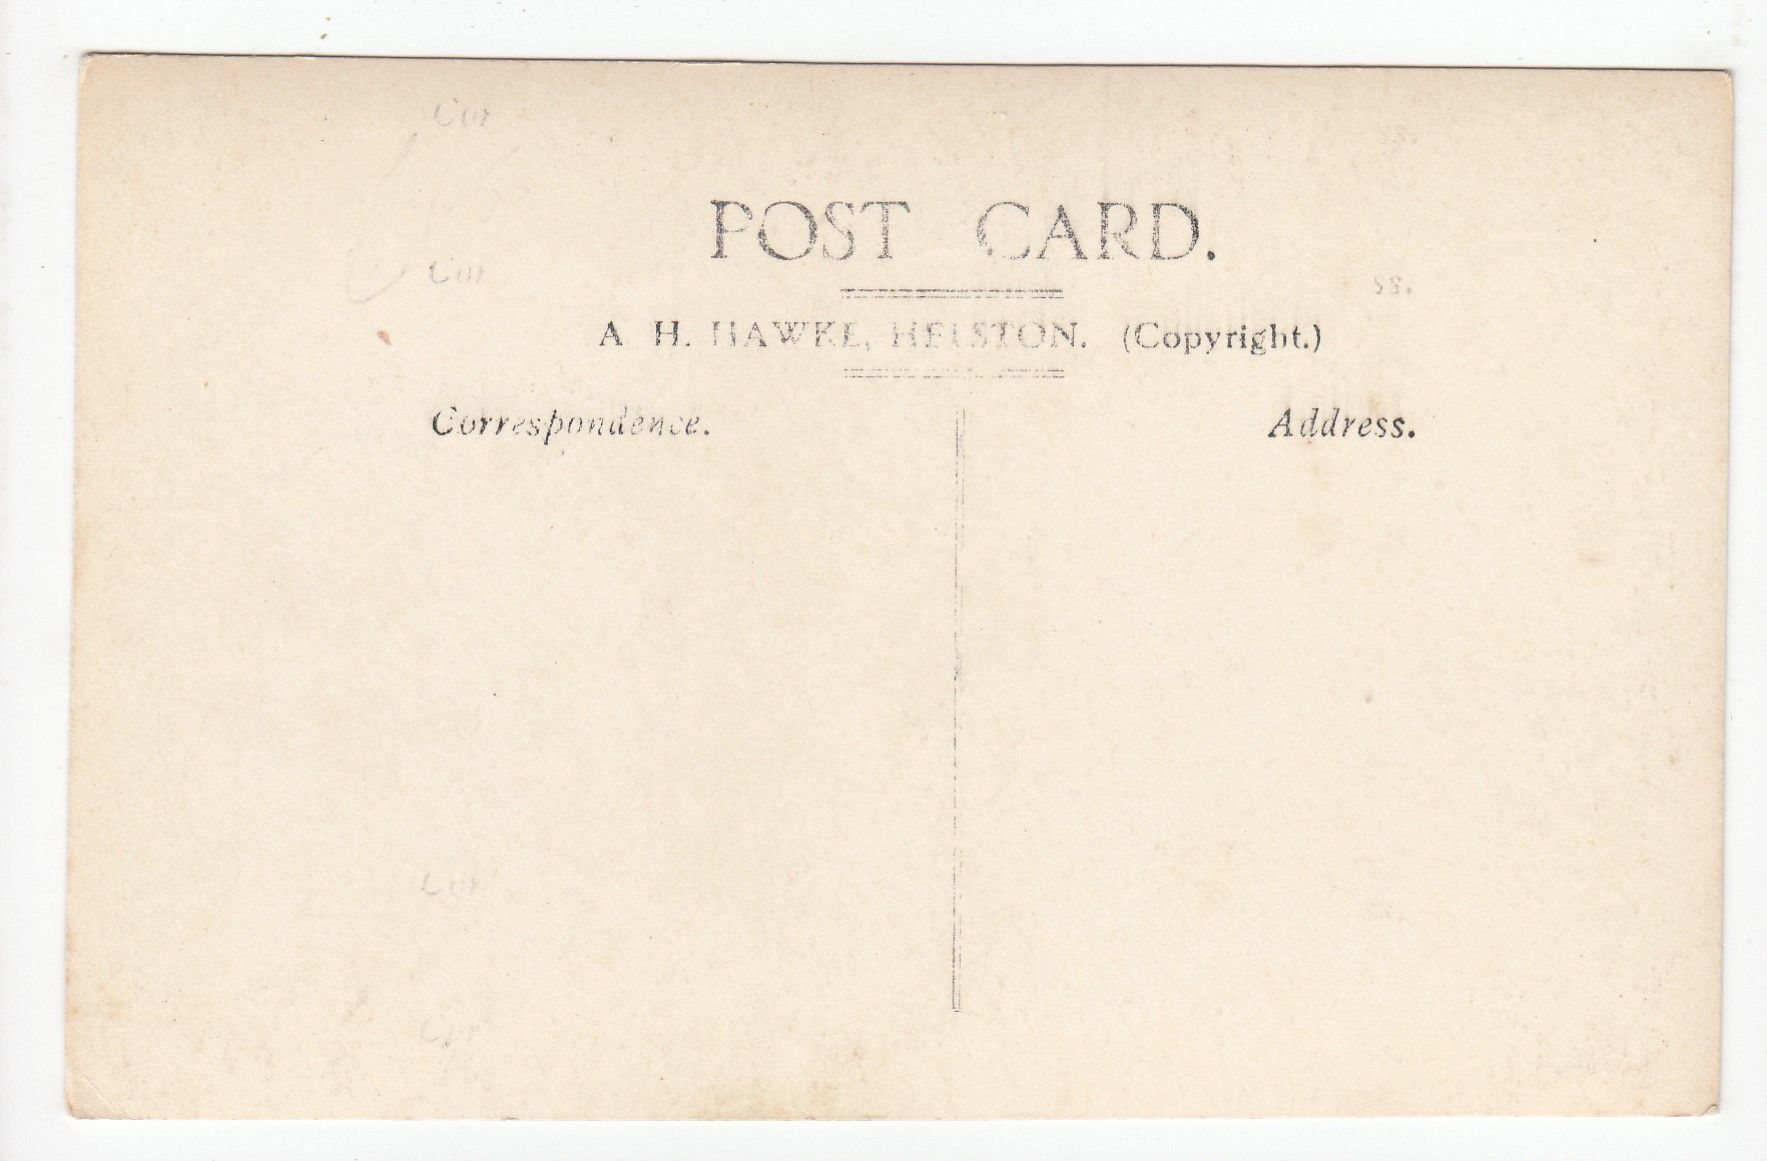 POST CARD.
A H. HAWKE, HELSTON. (Copyright.)
Correspondence.
Address.